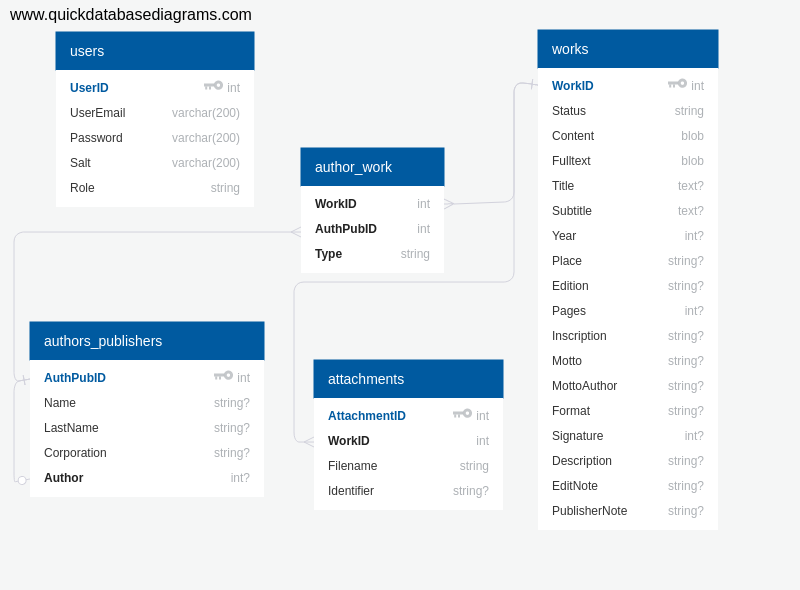 www.quickdatabasediagrams.com
users
UserID int
UserEmail varchar(200)
Password varchar(200)
Salt varchar(200)
Role string
author_work
WorkID int
AuthPubID int
Type string
authors_publishers
AuthPubID int
Name string?
LastName string?
Corporation string?
Author int?
attachments
AttachmentID int
WorkID int
Filename string
Identifier string?
works
WorkID int
Status string
Content blob
Fulltext blob
Title text?
Subtitle text?
Year int?
Place string?
Edition string?
Pages int?
Inscription string?
Motto string?
MottoAuthor string?
Format string?
Signature int?
Description string?
EditNote string?
PublisherNote string?